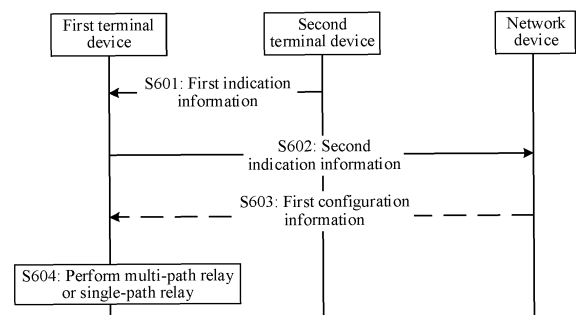 First terminal
device
Second
terminal device
Network
device
S601: First indication
information
S602: Second
indication information
S603: First configuration
information
S604: Perform multi-path relay
or single-path relay